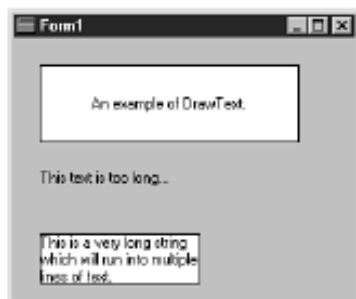 Form1
An example of DrawText.
This text is too long...
This is a very long string
which will run into multiple
lines of text.